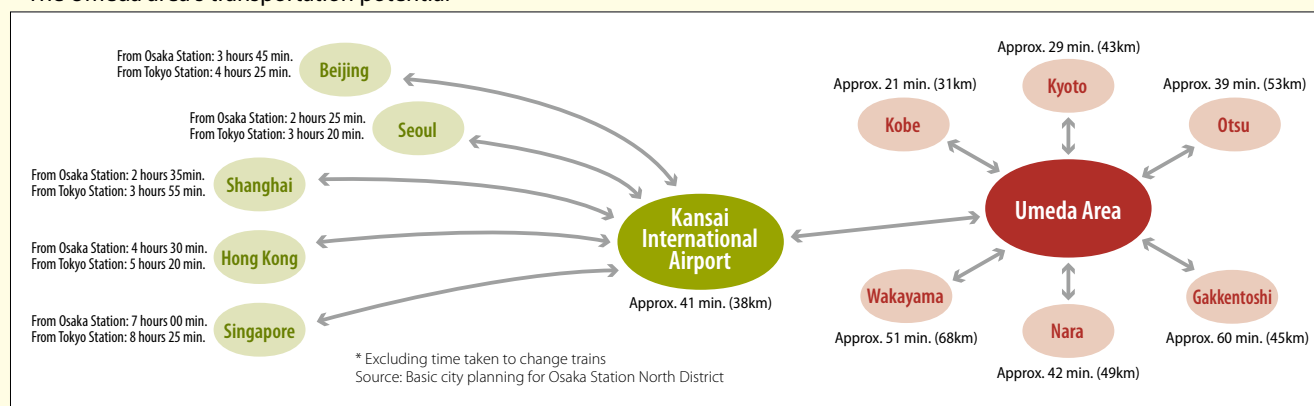 The Umeda area's transportation potential
From Osaka Station: 3 hours 45 min.
From Tokyo Station: 4 hours 25 min.
Beijing
From Osaka Station: 2 hours 25 min.
From Tokyo Station: 3 hours 20 min.
Seoul
From Osaka Station: 2 hours 35min.
From Tokyo Station: 3 hours 55 min.
Shanghai
From Osaka Station: 4 hours 30 min.
From Tokyo Station: 5 hours 20 min.
Hong Kong
From Osaka Station: 7 hours 00 min.
From Tokyo Station: 8 hours 25 min.
Singapore
Kansai
International
Airport
Approx. 41 min. (38km)
* Excluding time taken to change trains
Source: Basic city planning for Osaka Station North District
Approx. 29 min. (43km)
Kyoto
Approx. 21 min. (31km)
Kobe
Approx. 39 min. (53km)
Otsu
Umeda Area
Wakayama
Approx. 51 min. (68km)
Nara
Approx. 42 min. (49km)
Gakkentoshi
Approx. 60 min. (45km)